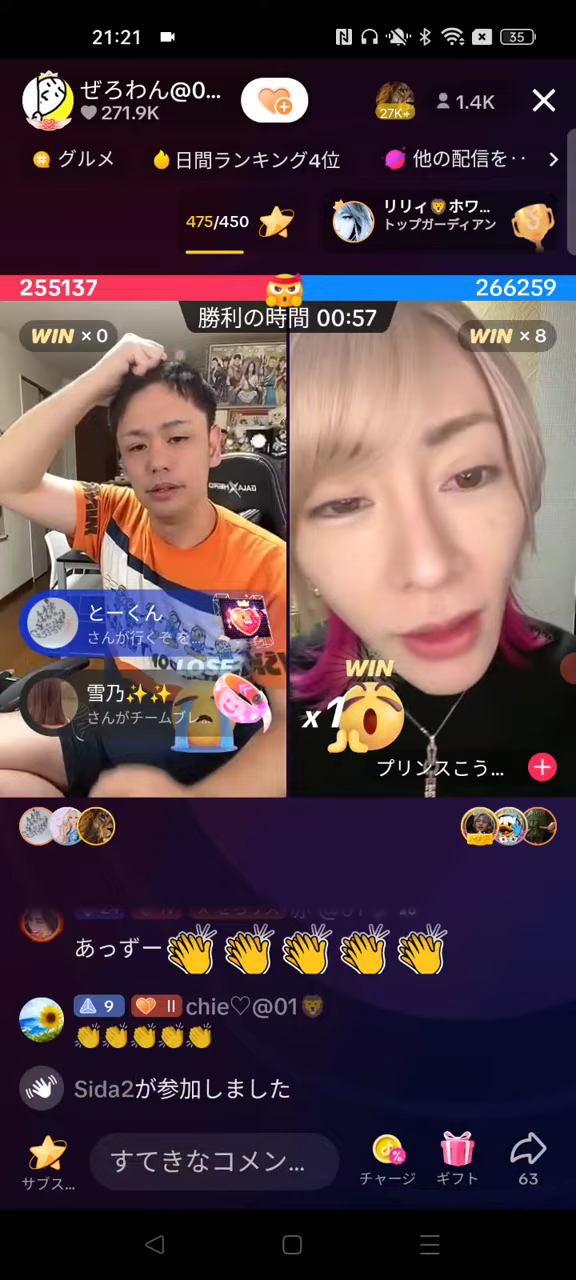 21:21
35
ぜろわん@0...
271.9K
27K+
1.4K
グルメ
日間ランキング4位
他の配信を‥
475/450
リリィ🦁ホワ...
トップガーディアン
255137
266259
勝利の時間 00:57
WIN × 0
WIN × 8
とーくん
さんが行くぞ を
LOSE
雪乃✨✨
さんがチームブレ...
WIN
x1
プリンスこう...
あっずー👏👏👏👏👏
9 II chie♡@01🦁
👏👏👏👏👏
Sida2が参加しました
すてきなコメン...
サブス...
チャージ
ギフト
63